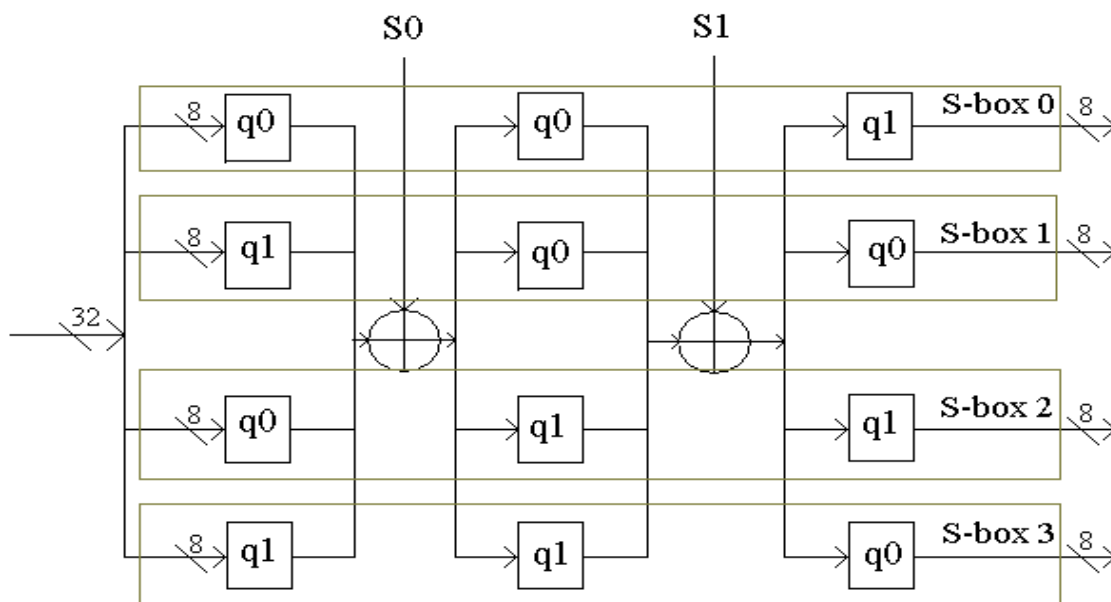 S0 S1
8 q0 q0 q1 S-box 0 8
8 q1 q0 q0 S-box 1 8
32
8 q0 q1 q1 S-box 2 8
8 q1 q1 q0 S-box 3 8